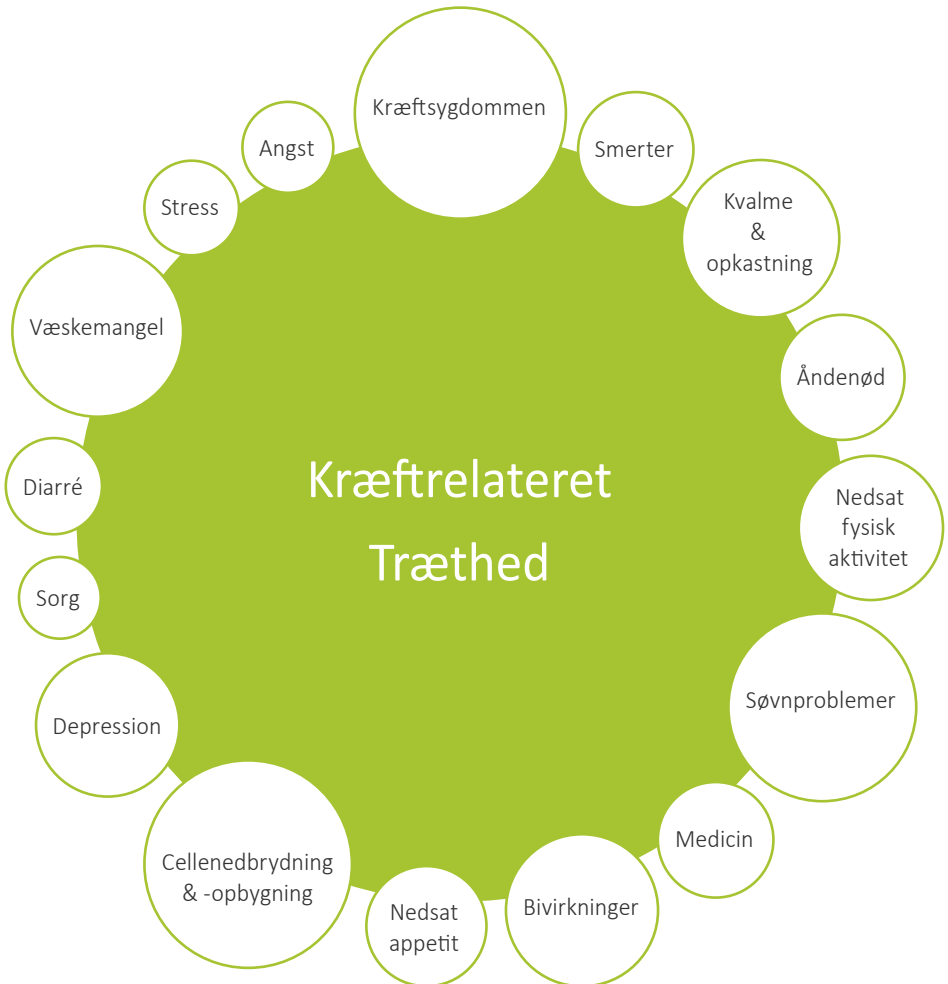 Kræftsygdommen
Smerter
Kvalme
&
opkastning
Åndenød
Nedsat
fysisk
aktivitet
Søvnproblemer
Medicin
Bivirkninger
Nedsat
appetit
Cellenedbrydning
& -opbygning
Depression
Sorg
Diarré
Væskemangel
Stress
Angst
Kræftrelateret
Træthed